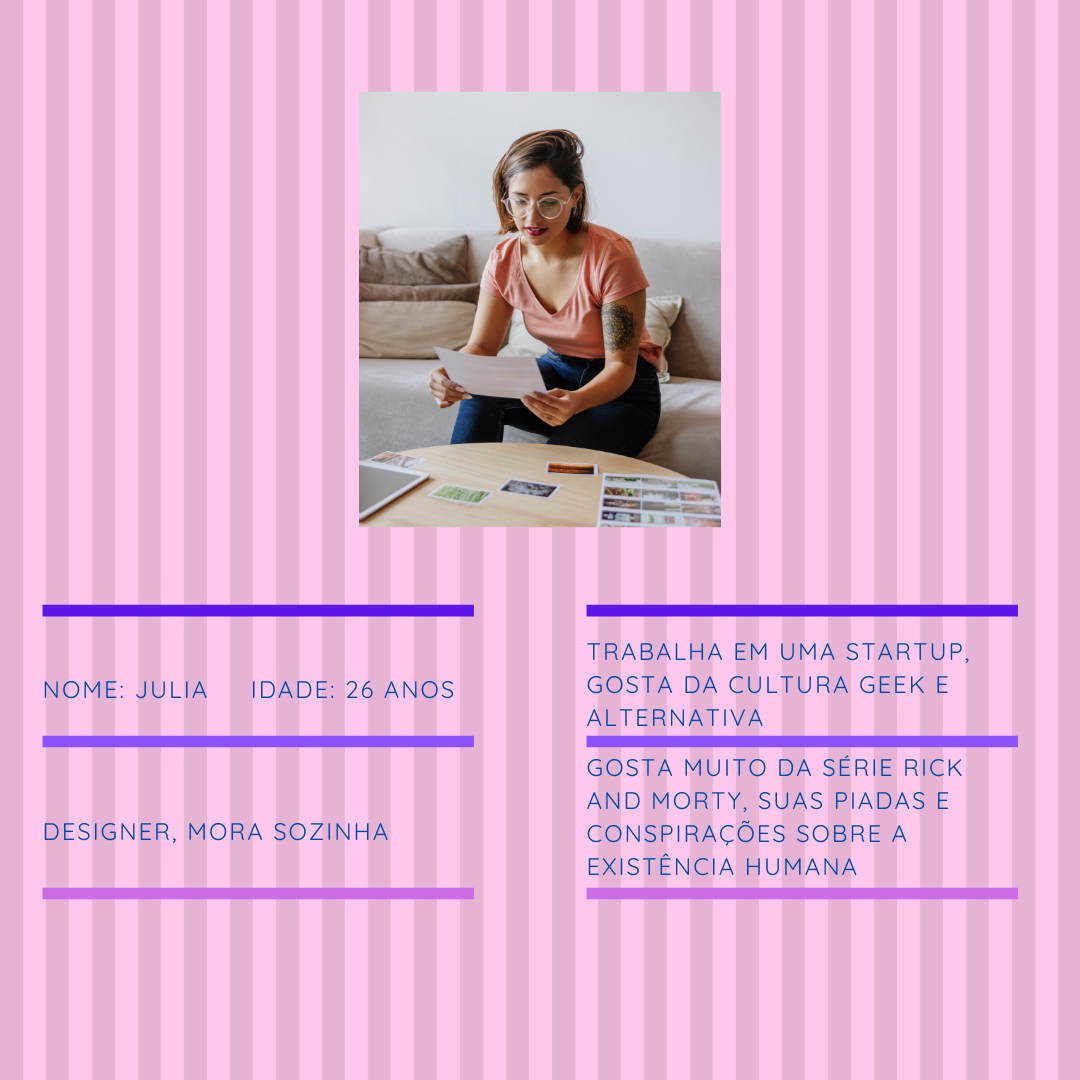 NOME: JULIA IDADE: 26 ANOS
DESIGNER, MORA SOZINHA
TRABALHA EM UMA STARTUP,
GOSTA DA CULTURA GEEK E
ALTERNATIVA
GOSTA MUITO DA SÉRIE RICK
AND MORTY, SUAS PIADAS E
CONSPIRAÇÕES SOBRE A
EXISTÊNCIA HUMANA